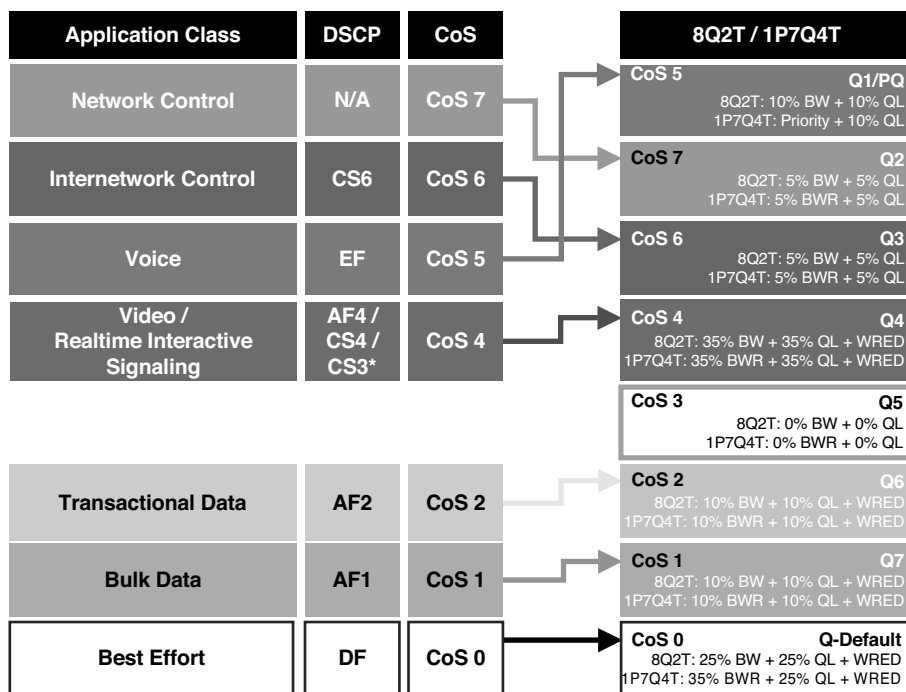 Application Class DSCP CoS 8Q2T / 1P7Q4T
Network Control N/A CoS 7
Internetwork Control CS6 CoS 6
Voice EF CoS 5
Video /
Realtime Interactive
Signaling
AF4 /
CS4 /
CS3*
CoS 4
Transactional Data AF2 CoS 2
Bulk Data AF1 CoS 1
Best Effort DF CoS 0
CoS 5 Q1/PQ
8Q2T: 10% BW + 10% QL
1P7Q4T: Priority + 10% QL
CoS 7 Q2
8Q2T: 5% BW + 5% QL
1P7Q4T: 5% BWR + 5% QL
CoS 6 Q3
8Q2T: 5% BW + 5% QL
1P7Q4T: 5% BWR + 5% QL
CoS 4 Q4
8Q2T: 35% BW + 35% QL + WRED
1P7Q4T: 35% BWR + 35% QL + WRED
CoS 3 Q5
8Q2T: 0% BW + 0% QL
1P7Q4T: 0% BWR + 0% QL
CoS 2 Q6
8Q2T: 10% BW + 10% QL + WRED
1P7Q4T: 10% BWR + 10% QL + WRED
CoS 1 Q7
8Q2T: 10% BW + 10% QL + WRED
1P7Q4T: 10% BWR + 10% QL + WRED
CoS 0 Q-Default
8Q2T: 25% BW + 25% QL + WRED
1P7Q4T: 35% BWR + 25% QL + WRED